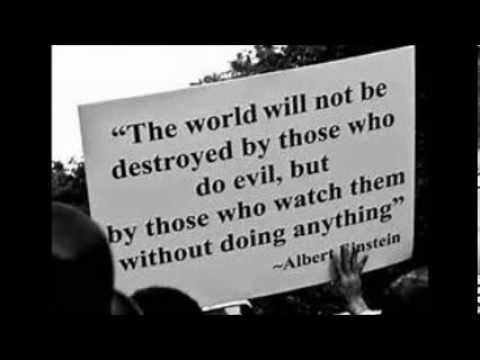 “The world will not be
destroyed by those who
do evil, but
by those who watch them
without doing anything”
~Albert Einstein